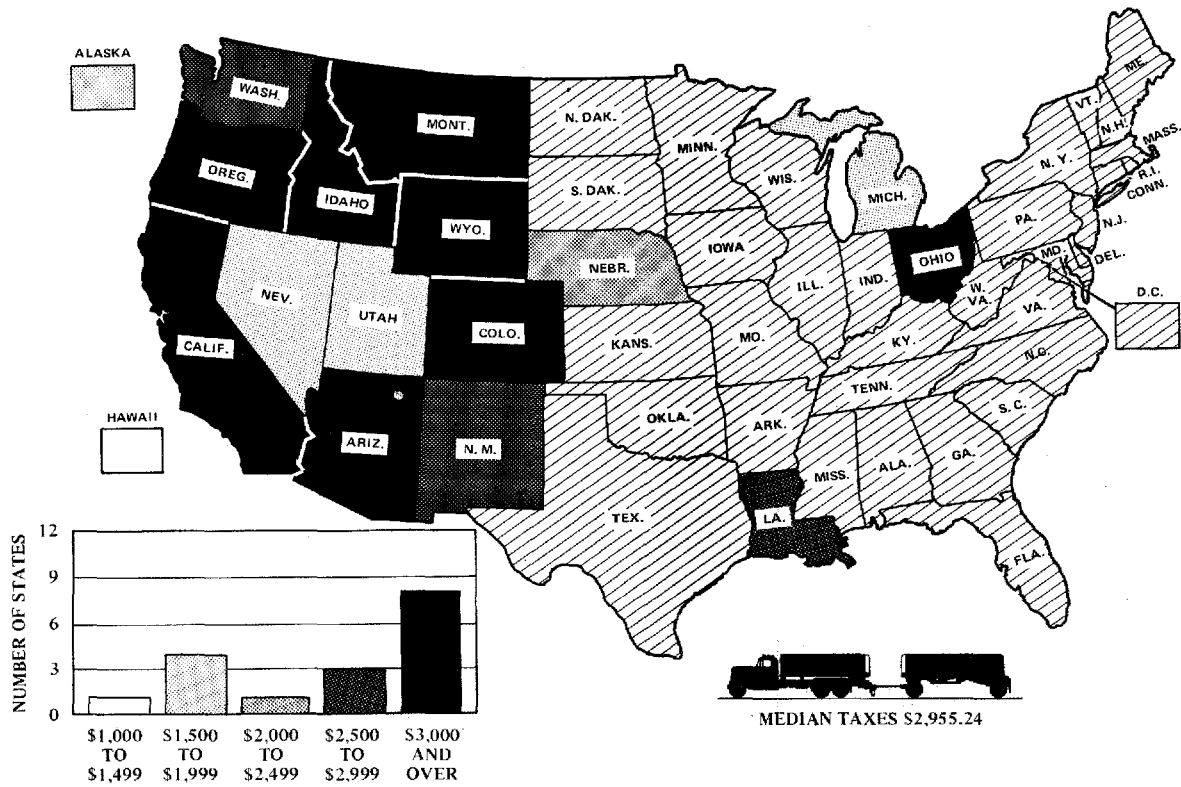 ALASKA
WASH.
MONT.
N. DAK.
MINN.
ME.
VT.
N.H.
MASS.
OREG.
IDAHO
WYO.
S. DAK.
WIS.
MICH.
N. Y.
R.I.
CONN.
PA.
N.J.
NEBR.
IOWA
OHIO
MD.
DEL.
D.C.
NEV.
UTAH
COLO.
KANS.
MO.
ILL.
IND.
W.
VA.
VA.
KY.
CALIF.
N.C.
TENN.
HAWAII
ARIZ.
N. M.
OKLA.
ARK.
S. C.
MISS.
ALA.
GA.
TEX.
LA.
FLA.
NUMBER OF STATES
12
9
6
3
0
$1,000
TO
$1,499
$1,500
TO
$1,999
$2,000
TO
$2,499
$2,500
TO
$2,999
$3,000
AND
OVER
MEDIAN TAXES $2,955.24